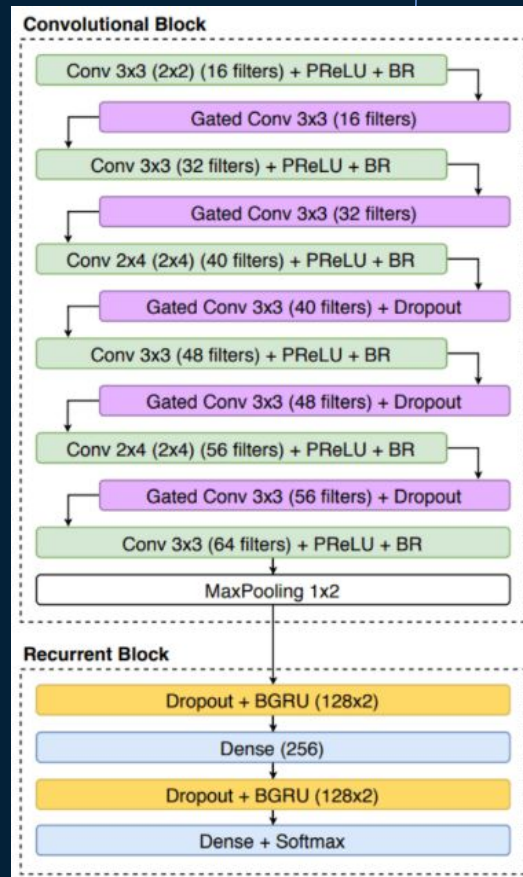 Convolutional Block
Conv 3x3 (2x2) (16 filters) + PReLU + BR
Gated Conv 3x3 (16 filters)
Conv 3x3 (32 filters) + PReLU + BR
Gated Conv 3x3 (32 filters)
Conv 2x4 (2x4) (40 filters) + PReLU + BR
Gated Conv 3x3 (40 filters) + Dropout
Conv 3x3 (48 filters) + PReLU + BR
Gated Conv 3x3 (48 filters) + Dropout
Conv 2x4 (2x4) (56 filters) + PReLU + BR
Gated Conv 3x3 (56 filters) + Dropout
Conv 3x3 (64 filters) + PReLU + BR
MaxPooling 1x2
Recurrent Block
Dropout + BGRU (128x2)
Dense (256)
Dropout + BGRU (128x2)
Dense + Softmax